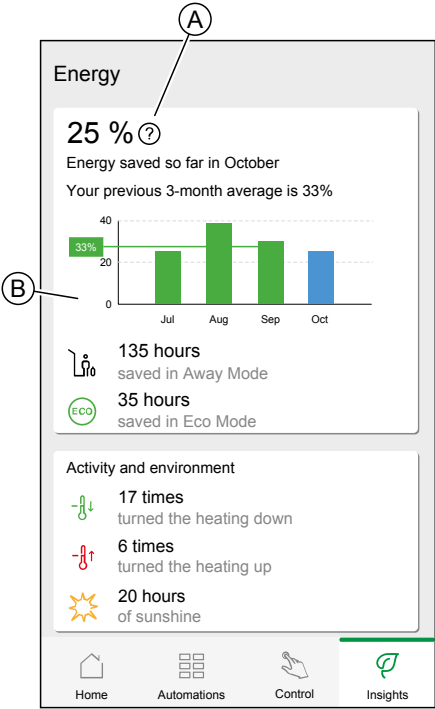 A
Energy
25 % ?
Energy saved so far in October
Your previous 3-month average is 33%
40
33%
20
B
0
Jul Aug Sep Oct
135 hours
saved in Away Mode
ECO
35 hours
saved in Eco Mode
Activity and environment
17 times
turned the heating down
6 times
turned the heating up
20 hours
of sunshine
Home Automations Control Insights